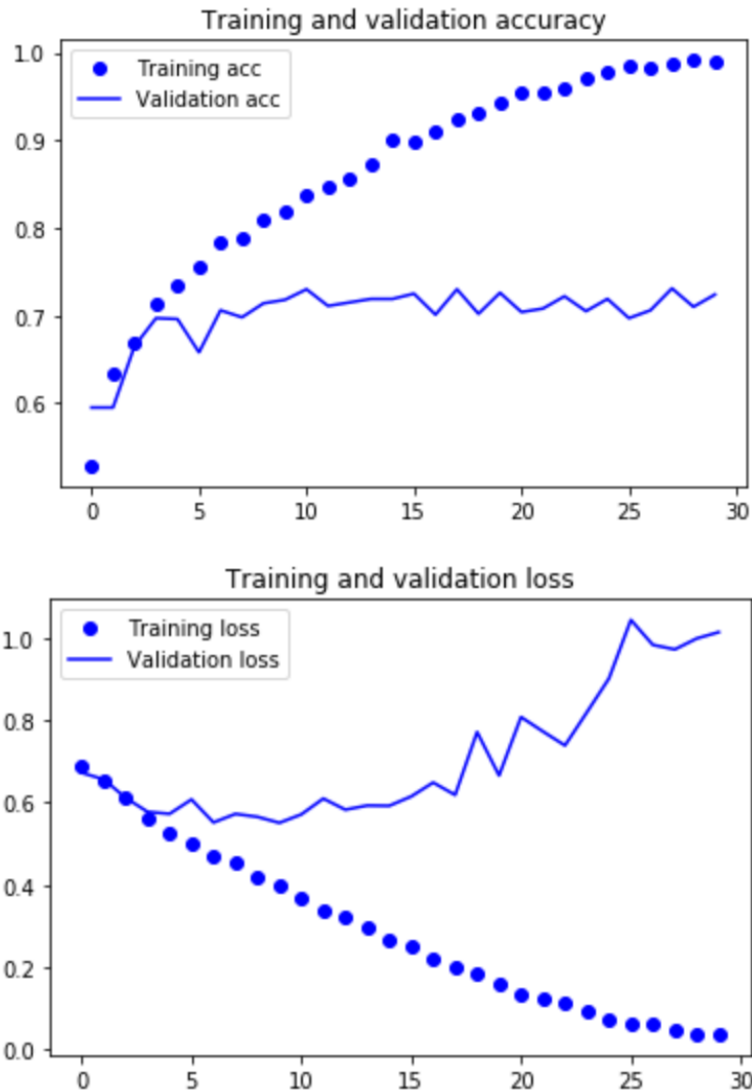 Training and validation accuracy
1.0
Training acc
Validation acc
0.9
0.8
0.7
0.6
0 5 10 15 20 25 30
Training and validation loss
Training loss
1.0
Validation loss
0.8
0.6
0.4
0.2
0.0
0 5 10 15 20 25 30